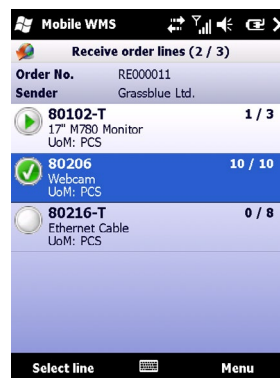 Mobile WMS
Receive order lines (2 / 3)
Order No. RE000011
Sender Grassblue Ltd.
80102-T 1 / 3
17" M780 Monitor
UoM: PCS
80206 10 / 10
Webcam
UoM: PCS
80216-T 0 / 8
Ethernet Cable
UoM: PCS
Select line Menu